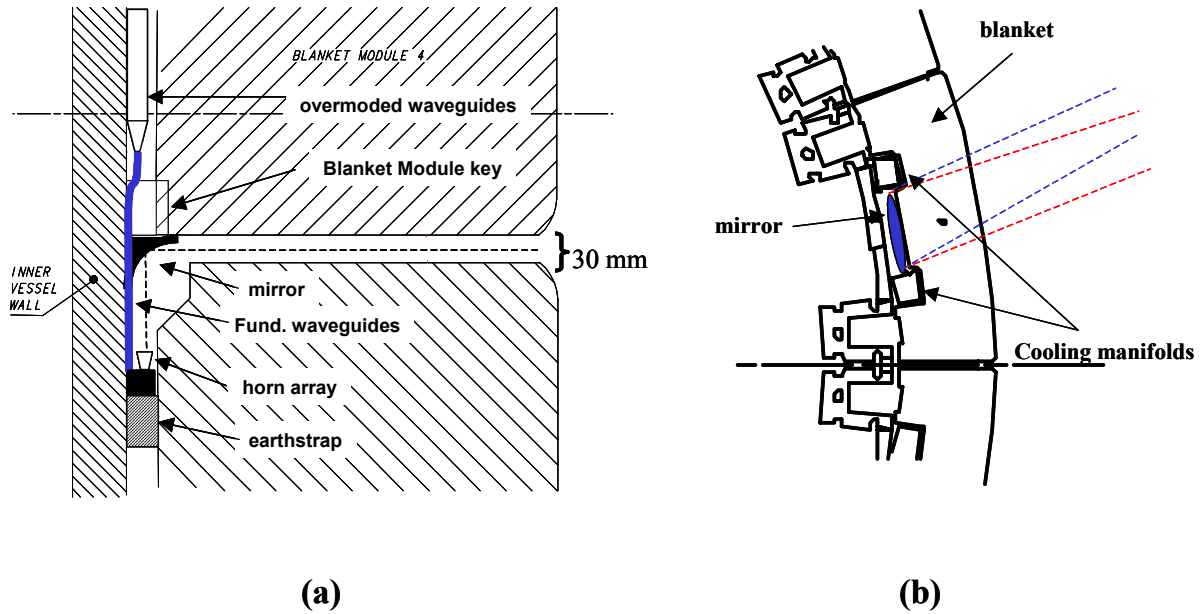 BLANKET MODULE 4
overmoded waveguides
Blanket Module key
30 mm
INNER
VESSEL
WALL
mirror
Fund. waveguides
horn array
earthstrap
(a)
blanket
mirror
Cooling manifolds
(b)